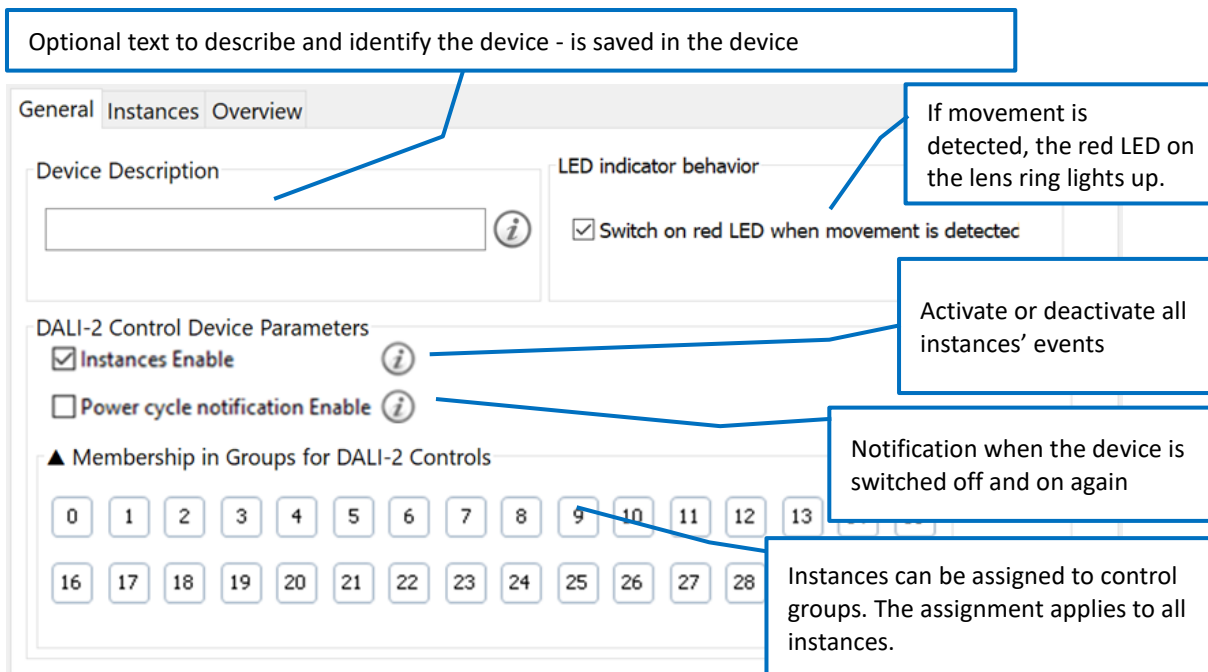 Optional text to describe and identify the device - is saved in the device
General Instances Overview
If movement is
detected, the red LED on
the lens ring lights up.
Device Description
LED indicator behavior
Switch on red LED when movement is detected
Activate or deactivate all
instances’ events
DALI-2 Control Device Parameters
Instances Enable
Power cycle notification Enable
Notification when the device is
switched off and on again
▲ Membership in Groups for DALI-2 Controls
0 1 2 3 4 5 6 7 8 9 10 11 12 13
16 17 18 19 20 21 22 23 24 25 26 27 28
Instances can be assigned to control
groups. The assignment applies to all
instances.